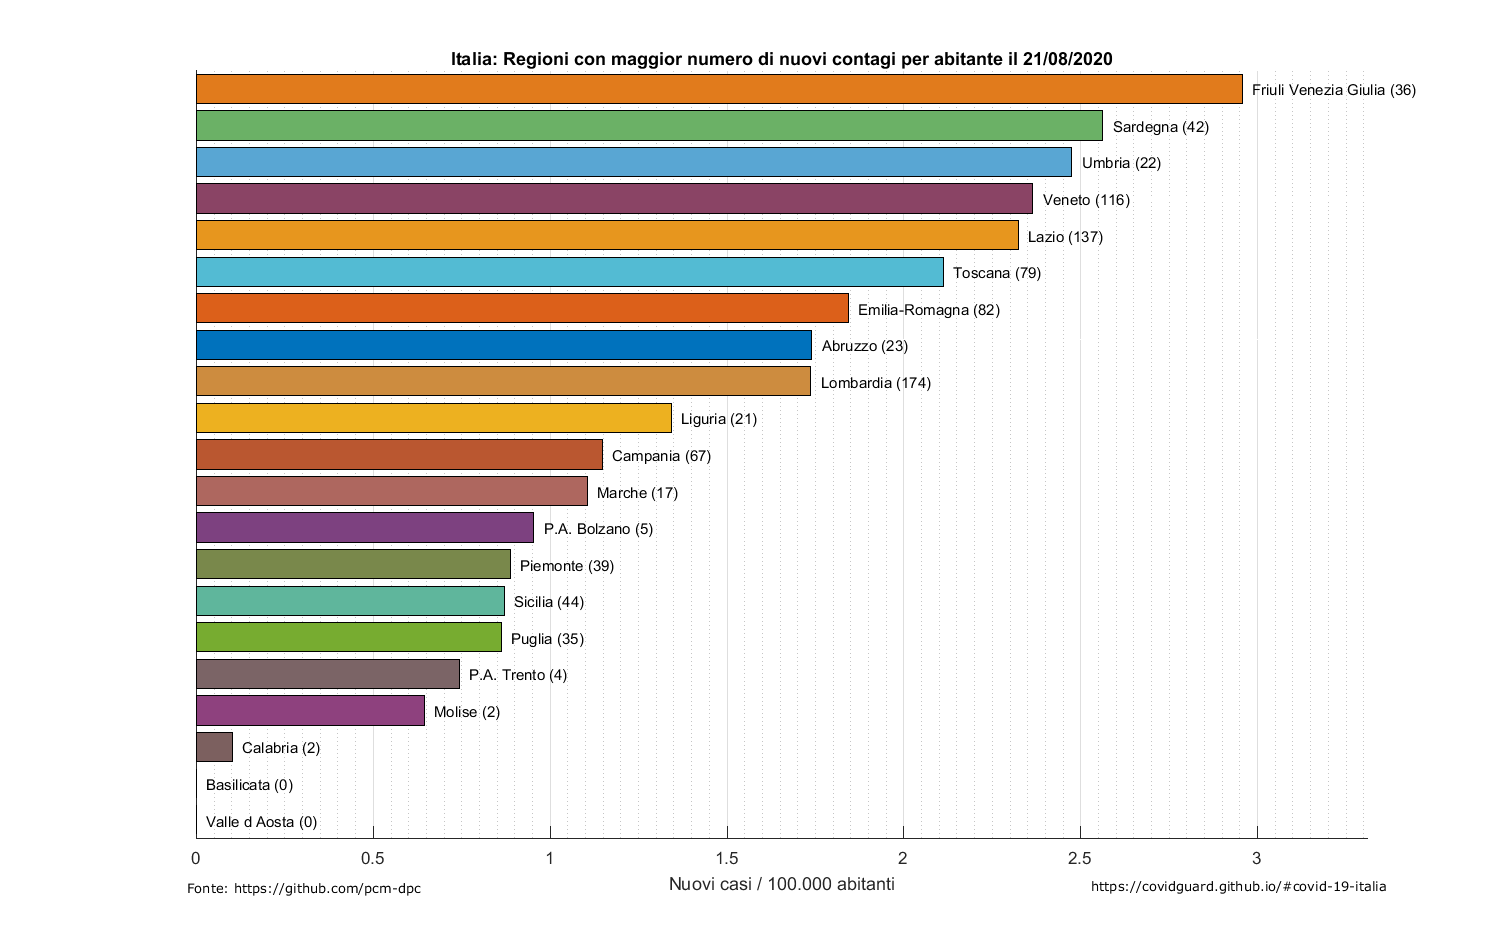 Italia: Regioni con maggior numero di nuovi contagi per abitante il 21/08/2020
Friuli Venezia Giulia (36)
Sardegna (42)
Umbria (22)
Veneto (116)
Lazio (137)
Toscana (79)
Emilia-Romagna (82)
Abruzzo (23)
Lombardia (174)
Liguria (21)
Campania (67)
Marche (17)
P.A. Bolzano (5)
Piemonte (39)
Sicilia (44)
Puglia (35)
P.A. Trento (4)
Molise (2)
Calabria (2)
Basilicata (0)
Valle d Aosta (0)
0 0.5 1 1.5 2 2.5 3
Nuovi casi / 100.000 abitanti
Fonte: https://github.com/pcm-dpc
https://covidguard.github.io/#covid-19-italia